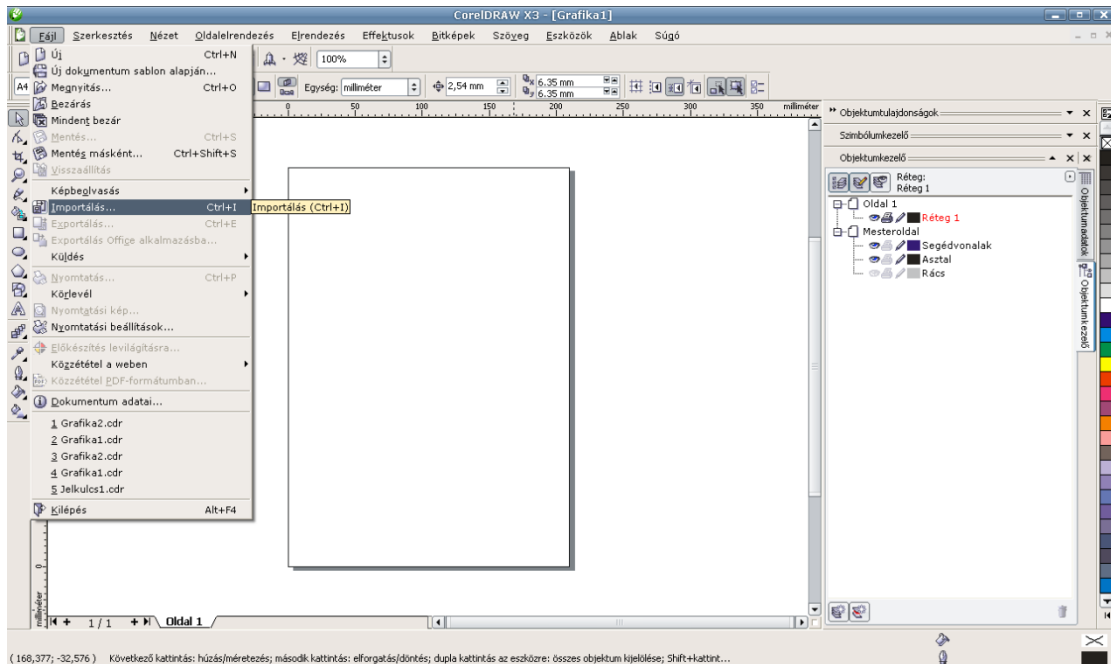 CorelDRAW X3 - [Grafika1]
Fájl Szerkesztés Nézet Oldalelrendezés Elrendezés Effektusok Bitképek Szöveg Eszközök Ablak Súgó
100%
A4
Egység: milliméter
2,54 mm
6.35 mm
6.35 mm
Új Ctrl+N
Új dokumentum sablon alapján...
Megnyitás... Ctrl+O
Bezárás
Mindent bezár
Mentés... Ctrl+S
Mentés másként... Ctrl+Shift+S
Visszaállítás
Képbeolvasás
Importálás... Ctrl+I
Importálás (Ctrl+I)
Exportálás... Ctrl+E
Exportálás Office alkalmazásba...
Küldés
Nyomtatás... Ctrl+P
Körlevél
Nyomtatási kép...
Nyomtatási beállítások...
Előkészítés levilágításra...
Közzététel a weben
Közzététel PDF-formátumban...
Dokumentum adatai...
1 Grafika2.cdr
2 Grafika1.cdr
3 Grafika2.cdr
4 Grafika1.cdr
5 Jelkulcs1.cdr
Kilépés Alt+F4
0 50 100 150 200 250 300 350 milliméter
0
milliméter
Objektumtulajdonságok
Szimbólumkezelő
Objektumkezelő
Réteg:
Réteg 1
Oldal 1
Réteg 1
Mesteroldal
Segédvonalak
Asztal
Rács
Objektumadatok
Objektumkezelő
1 / 1 Oldal 1
( 168,377; -32,576 ) Következő kattintás: húzás/méretezés; második kattintás: elforgatás/döntés; dupla kattintás az eszközre: összes objektum kijelölése; Shift+kattint...